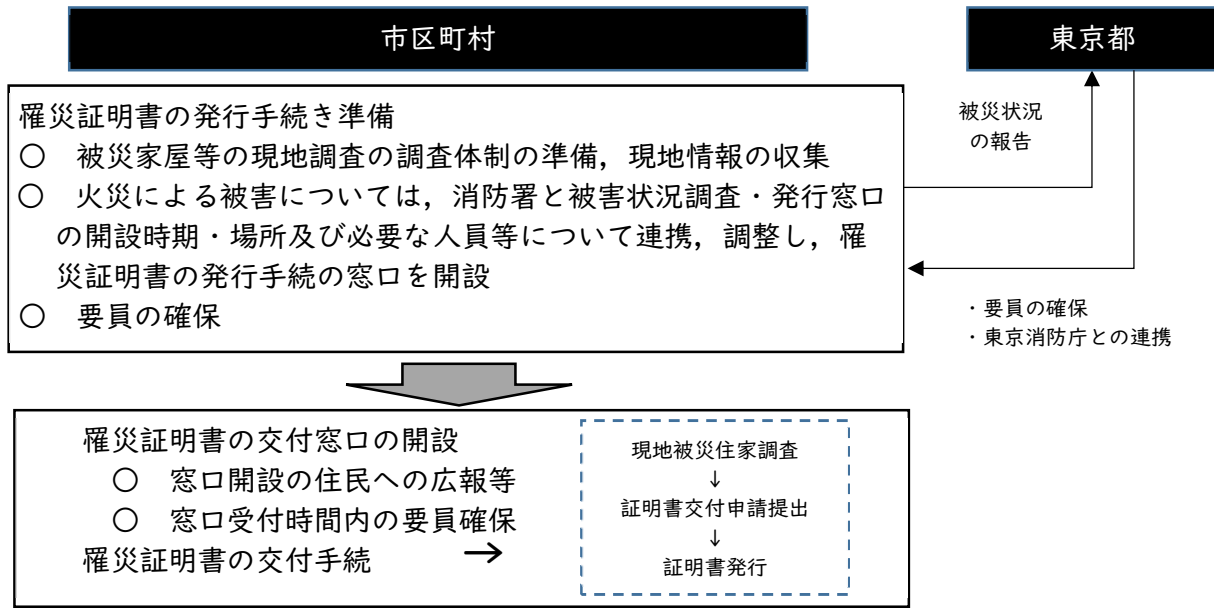 市区町村
東京都
罹災証明書の発行手続き準備
○ 被災家屋等の現地調査の調査体制の準備，現地情報の収集
○ 火災による被害については，消防署と被害状況調査・発行窓口
の開設時期・場所及び必要な人員等について連携，調整し，罹
災証明書の発行手続の窓口を開設
○ 要員の確保
被災状況
の報告
・要員の確保
・東京消防庁との連携
罹災証明書の交付窓口の開設
○ 窓口開設の住民への広報等
○ 窓口受付時間内の要員確保
罹災証明書の交付手続 →
現地被災住家調査
↓
証明書交付申請提出
↓
証明書発行